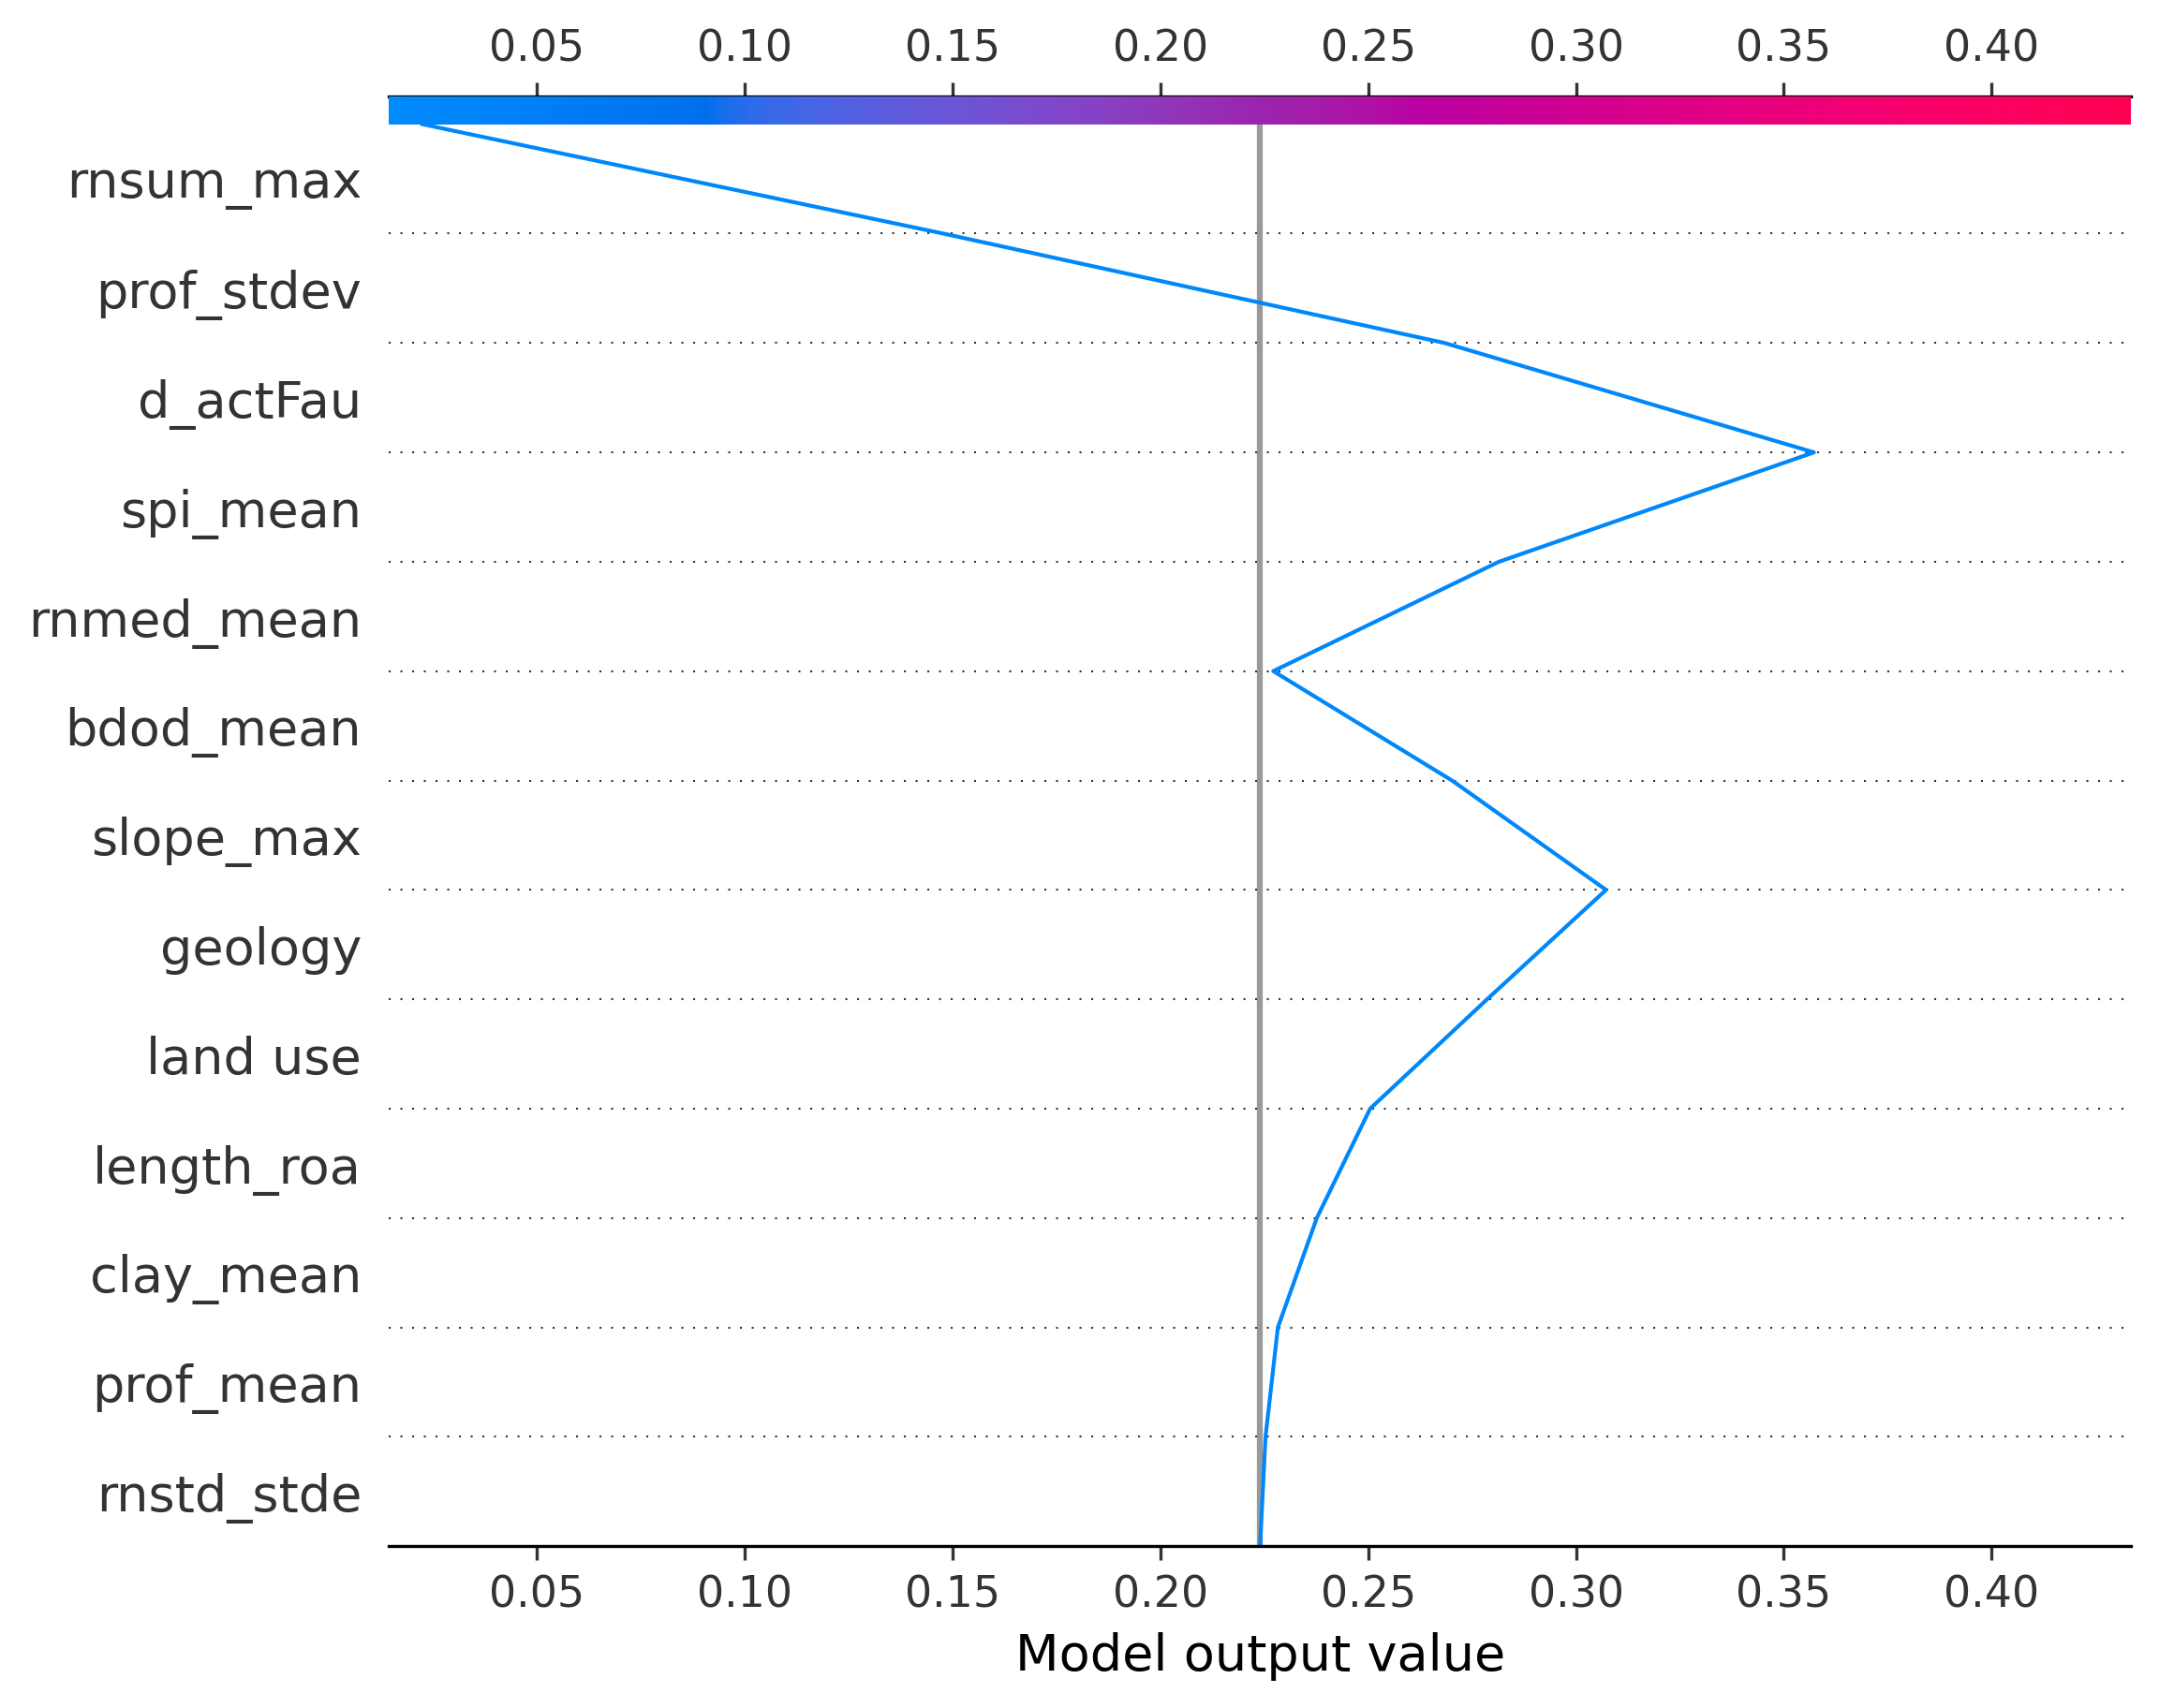 0.05 0.10 0.15 0.20 0.25 0.30 0.35 0.40
rnsum_max
prof_stdev
d_actFau
spi_mean
rnmed_mean
bdod_mean
slope_max
geology
land use
length_roa
clay_mean
prof_mean
rnstd_stde
0.05 0.10 0.15 0.20 0.25 0.30 0.35 0.40
Model output value